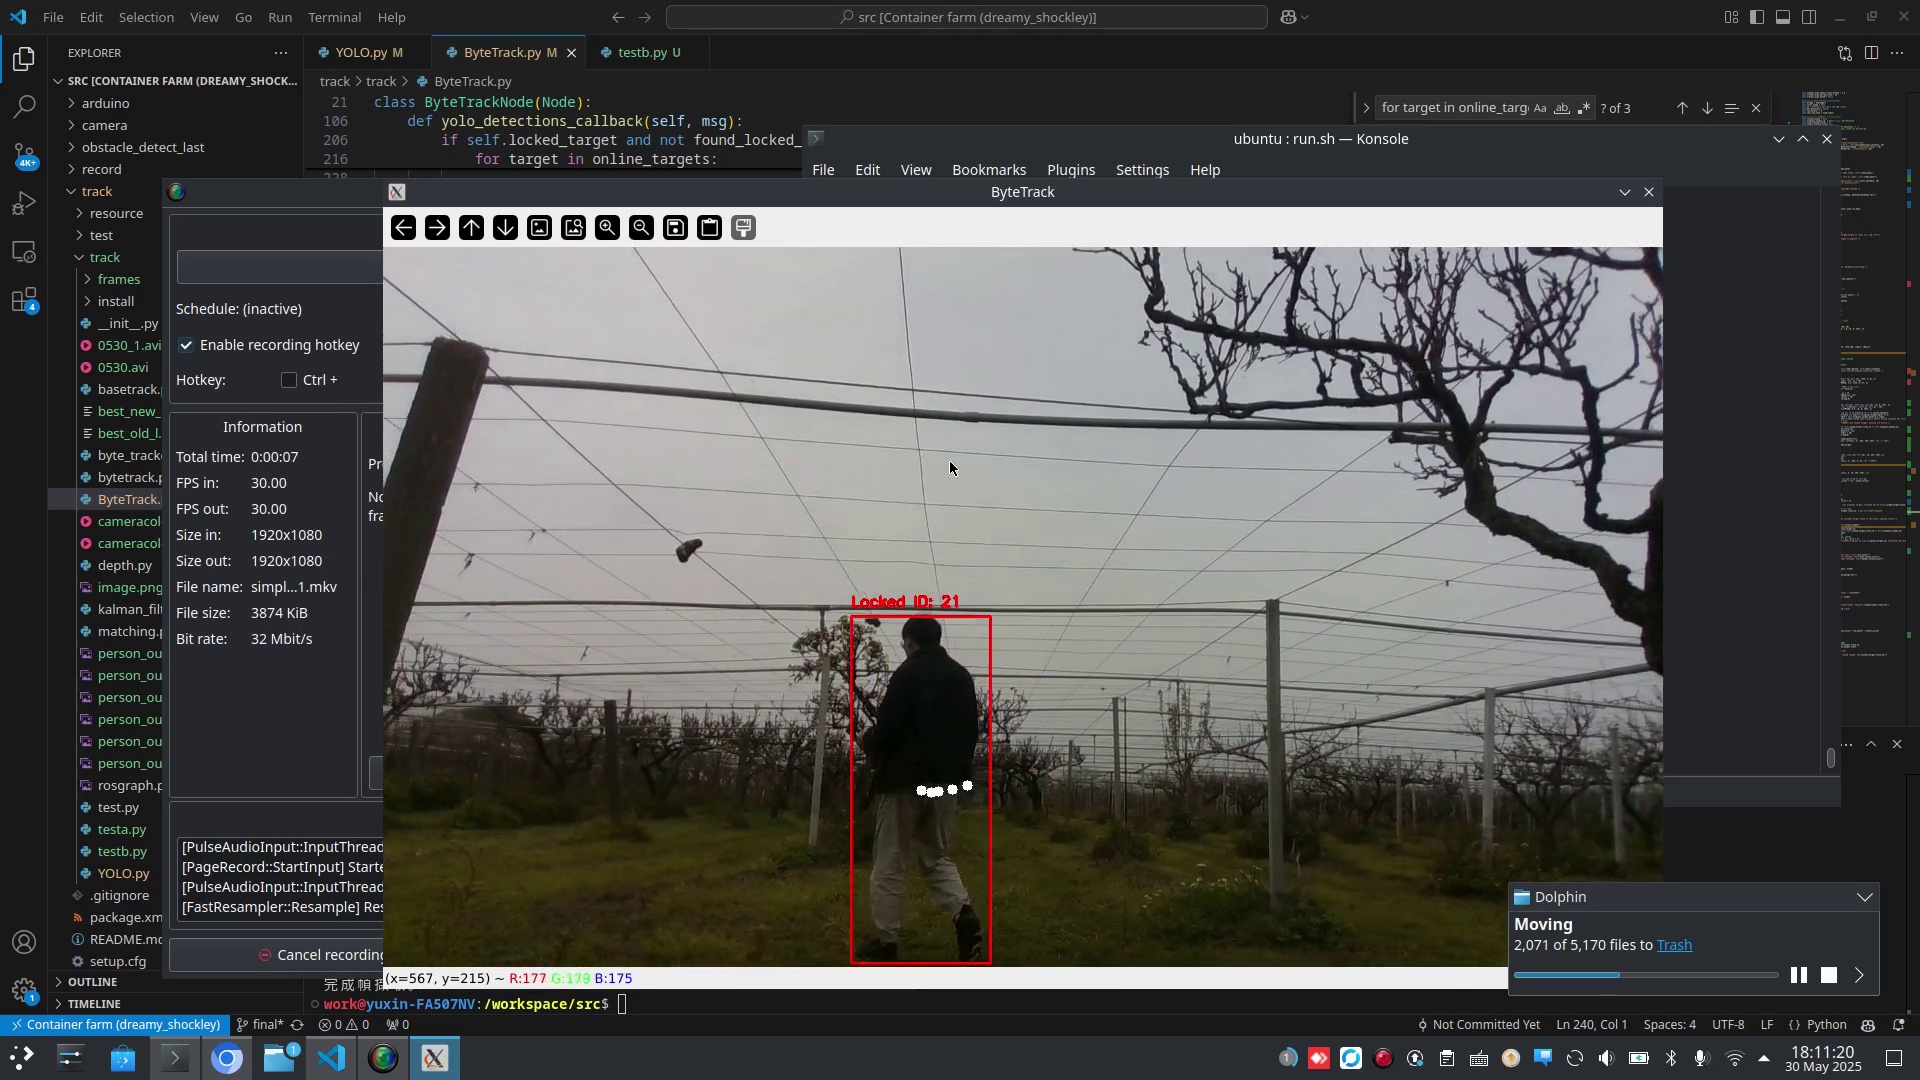 File Edit Selection View Go Run Terminal Help
src [Container farm (dreamy_shockley)]
EXPLORER
YOLO.py M
ByteTrack.py M
testb.py U
SRC [CONTAINER FARM (DREAMY_SHOCK...
track > track > ByteTrack.py
arduino
camera
obstacle_detect_last
record
track
resource
test
track
frames
install
__init__.py
0530_1.avi
0530.avi
basetrack.
best_new_
best_old_l.
byte_track
bytetrack.p
ByteTrack.
cameracol
cameracol
depth.py
image.png
kalman_filt
matching.p
person_ou
person_ou
person_ou
person_ou
person_ou
person_ou
rosgraph.p
test.py
testa.py
testb.py
YOLO.py
.gitignore
package.xm
README.md
setup.cfg
OUTLINE
TIMELINE
4K+
4
1
21 class ByteTrackNode(Node):
106 def yolo_detections_callback(self, msg):
206 if self.locked_target and not found_locked_
216 for target in online_targets:
for target in online_targ
Aa ab .*
? of 3
ubuntu : run.sh — Konsole
File Edit View Bookmarks Plugins Settings Help
ByteTrack
Schedule: (inactive)
Enable recording hotkey
Hotkey: Ctrl +
Information
Total time: 0:00:07
FPS in: 30.00
FPS out: 30.00
Size in: 1920x1080
Size out: 1920x1080
File name: simpl...1.mkv
File size: 3874 KiB
Bit rate: 32 Mbit/s
Pr
No
fra
[PulseAudioInput::InputThread
[PageRecord::StartInput] Starte
[PulseAudioInput::InputThread
[FastResampler::Resample] Res
Cancel recording
Locked ID: 21
(x=567, y=215) ~ R:177 G:179 B:175
work@yuxin-FA507NV:/workspace/src$
Dolphin
Moving
2,071 of 5,170 files to Trash
Container farm (dreamy_shockley)
final*
0 0
0
Not Committed Yet
Ln 240, Col 1
Spaces: 4
UTF-8
LF
Python
1
1
18:11:20
30 May 2025